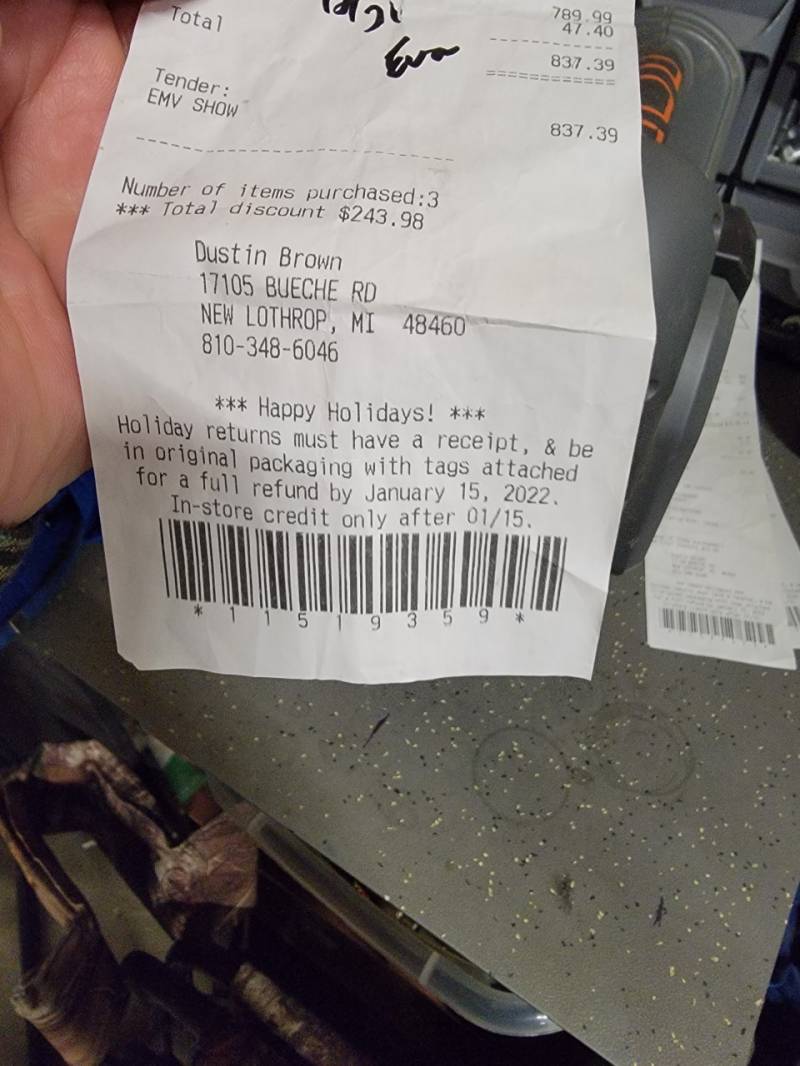 789.99
47.40
Total 837.39
Tender:
EMV SHOW 837.39
Number of items purchased:3
*** Total discount $243.98
Dustin Brown
17105 BUECHE RD
NEW LOTHROP, MI 48460
810-348-6046
*** Happy Holidays! ***
Holiday returns must have a receipt, & be
in original packaging with tags attached
for a full refund by January 15, 2022.
In-store credit only after 01/15.
* 1 1 5 1 9 3 5 9 *